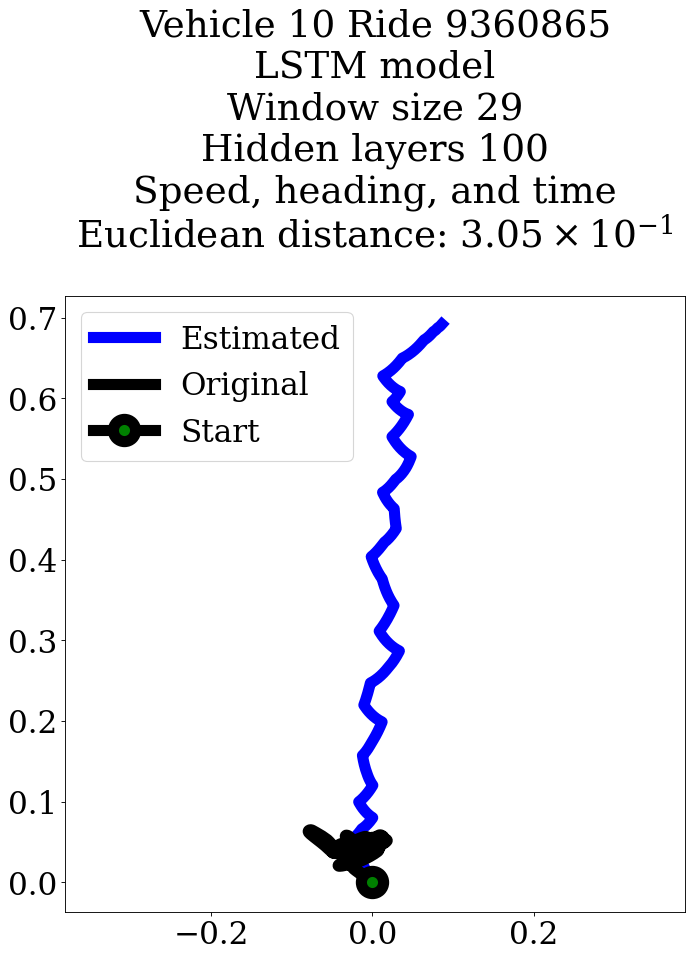 Vehicle 10 Ride 9360865
LSTM model
Window size 29
Hidden layers 100
Speed, heading, and time
Euclidean distance: 3.05 × 10⁻¹
Estimated
Original
Start
0.7
0.6
0.5
0.4
0.3
0.2
0.1
0.0
−0.2 0.0 0.2